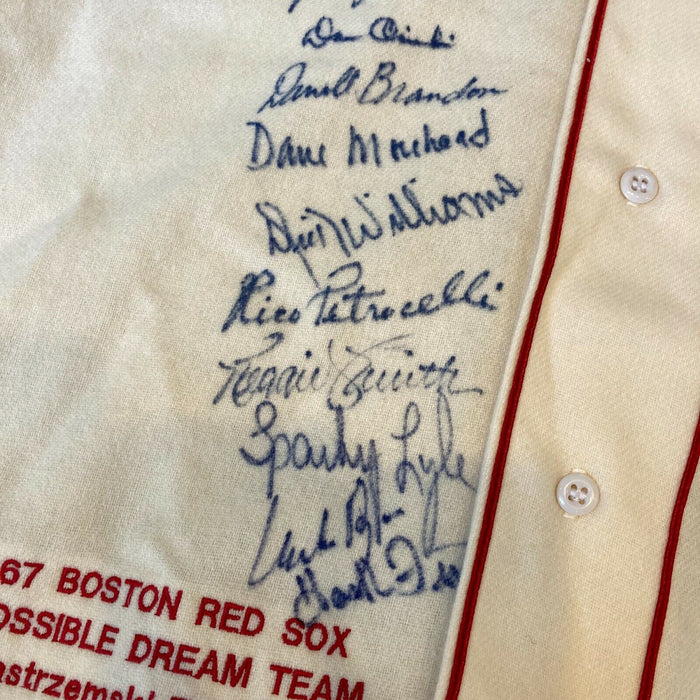 Dan Osinski
Darrell Brandon
Dave Morehead
Dick Williams
Rico Petrocelli
Reggie Smith
Sparky Lyle
67 BOSTON RED SOX
OSSIBLE DREAM TEAM
astrzemski